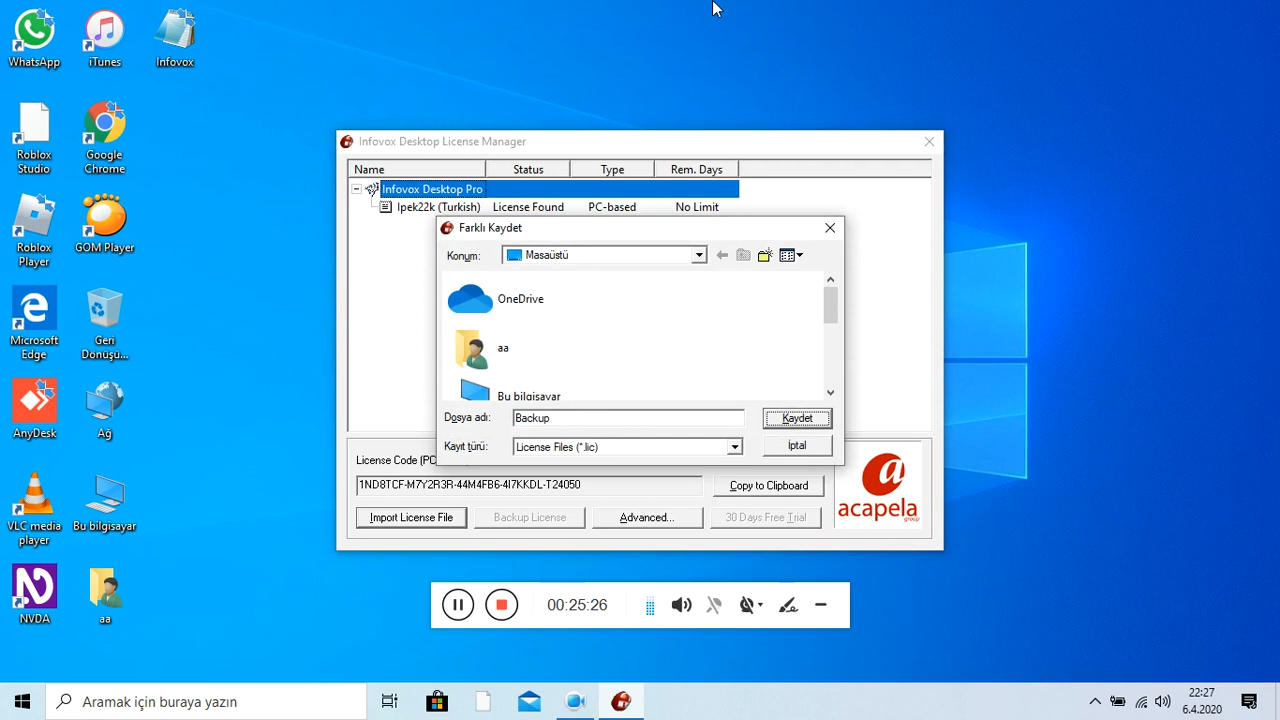 WhatsApp
iTunes
Infovox
Roblox
Studio
Google
Chrome
Roblox
Player
GOM Player
Microsoft
Edge
Geri
Dönüşü...
AnyDesk
Ağ
VLC media
player
Bu bilgisayar
NVDA
aa
Infovox Desktop License Manager
Name Status Type Rem. Days
Infovox Desktop Pro
Ipek22k (Turkish) License Found PC-based No Limit
Farklı Kaydet
Konum: Masaüstü
OneDrive
aa
Bu bilgisayar
Dosya adı: Backup Kaydet
Kayıt türü: License Files (*.lic) İptal
License Code (PC
1ND8TCF-M7Y2R3R-44M4FB6-4I7KKDL-T24050 Copy to Clipboard
Import License File Backup License Advanced... 30 Days Free Trial
acapela
group
00:25:26
Aramak için buraya yazın
22:27
6.4.2020